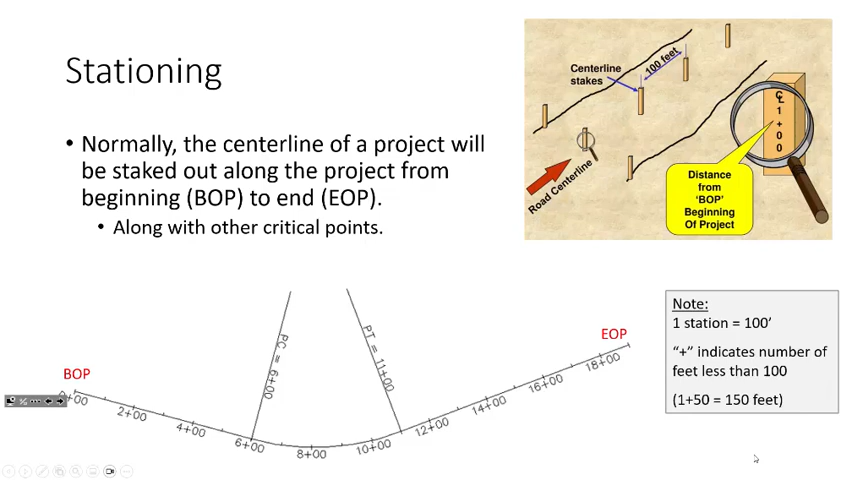 Stationing
• Normally, the centerline of a project will
be staked out along the project from
beginning (BOP) to end (EOP).
• Along with other critical points.
Centerline
stakes
100 feet
Road Centerline
℄
1
+
0
0
Distance
from
‘BOP’
Beginning
Of Project
BOP
2+00
4+00
6+00
PC = 6+00
8+00
10+00
PT = 11+00
12+00
14+00
16+00
18+00
EOP
Note:
1 station = 100’
“+” indicates number of
feet less than 100
(1+50 = 150 feet)